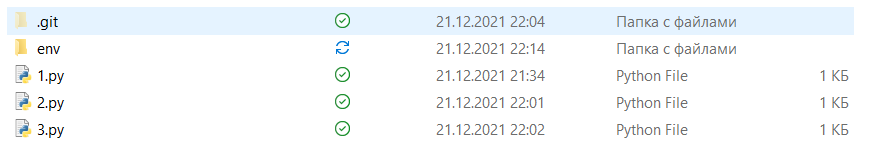 .git 21.12.2021 22:04 Папка с файлами
env 21.12.2021 22:14 Папка с файлами
1.py 21.12.2021 21:34 Python File 1 КБ
2.py 21.12.2021 22:01 Python File 1 КБ
3.py 21.12.2021 22:02 Python File 1 КБ